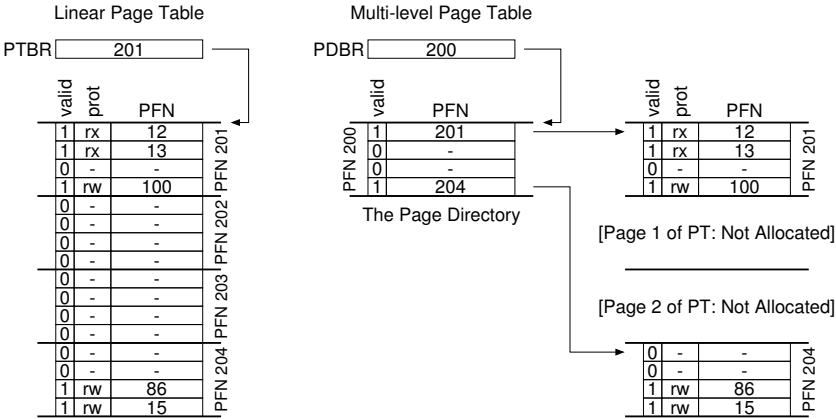 Linear Page Table
PTBR 201
valid prot PFN
1 rx 12
1 rx 13
0 - -
1 rw 100
PFN 201
0 - -
0 - -
0 - -
0 - -
PFN 202
0 - -
0 - -
0 - -
0 - -
PFN 203
0 - -
0 - -
1 rw 86
1 rw 15
PFN 204
Multi-level Page Table
PDBR 200
valid PFN
PFN 200
1 201
0 -
0 -
1 204
The Page Directory
valid prot PFN
1 rx 12
1 rx 13
0 - -
1 rw 100
PFN 201
[Page 1 of PT: Not Allocated]
[Page 2 of PT: Not Allocated]
0 - -
0 - -
1 rw 86
1 rw 15
PFN 204